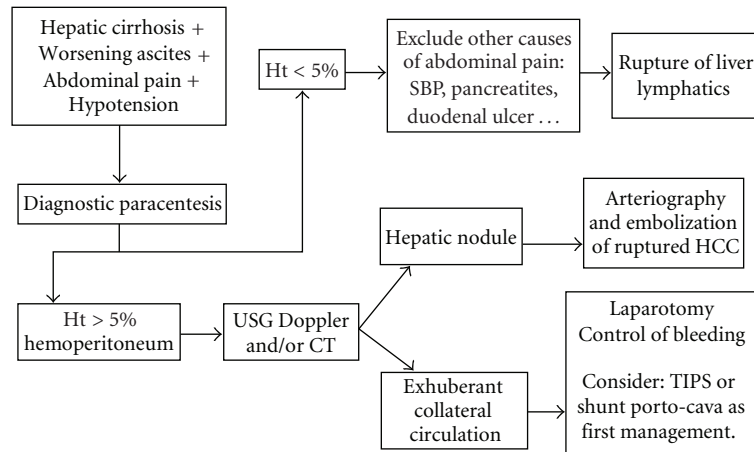 Hepatic cirrhosis +
Worsening ascites +
Abdominal pain +
Hypotension
Diagnostic paracentesis
Ht < 5%
Exclude other causes
of abdominal pain:
SBP, pancreatites,
duodenal ulcer ...
Rupture of liver
lymphatics
Ht > 5%
hemoperitoneum
USG Doppler
and/or CT
Hepatic nodule
Arteriography
and embolization
of ruptured HCC
Exhuberant
collateral
circulation
Laparotomy
Control of bleeding
Consider: TIPS or
shunt porto-cava as
first management.